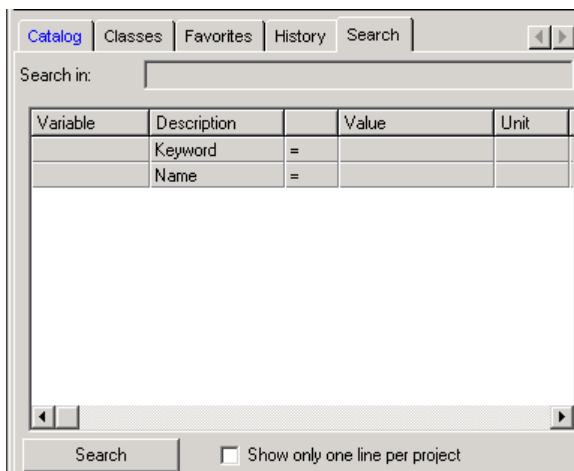 Catalog Classes Favorites History Search
Search in:
Variable Description Value Unit
Keyword =
Name =
Search Show only one line per project